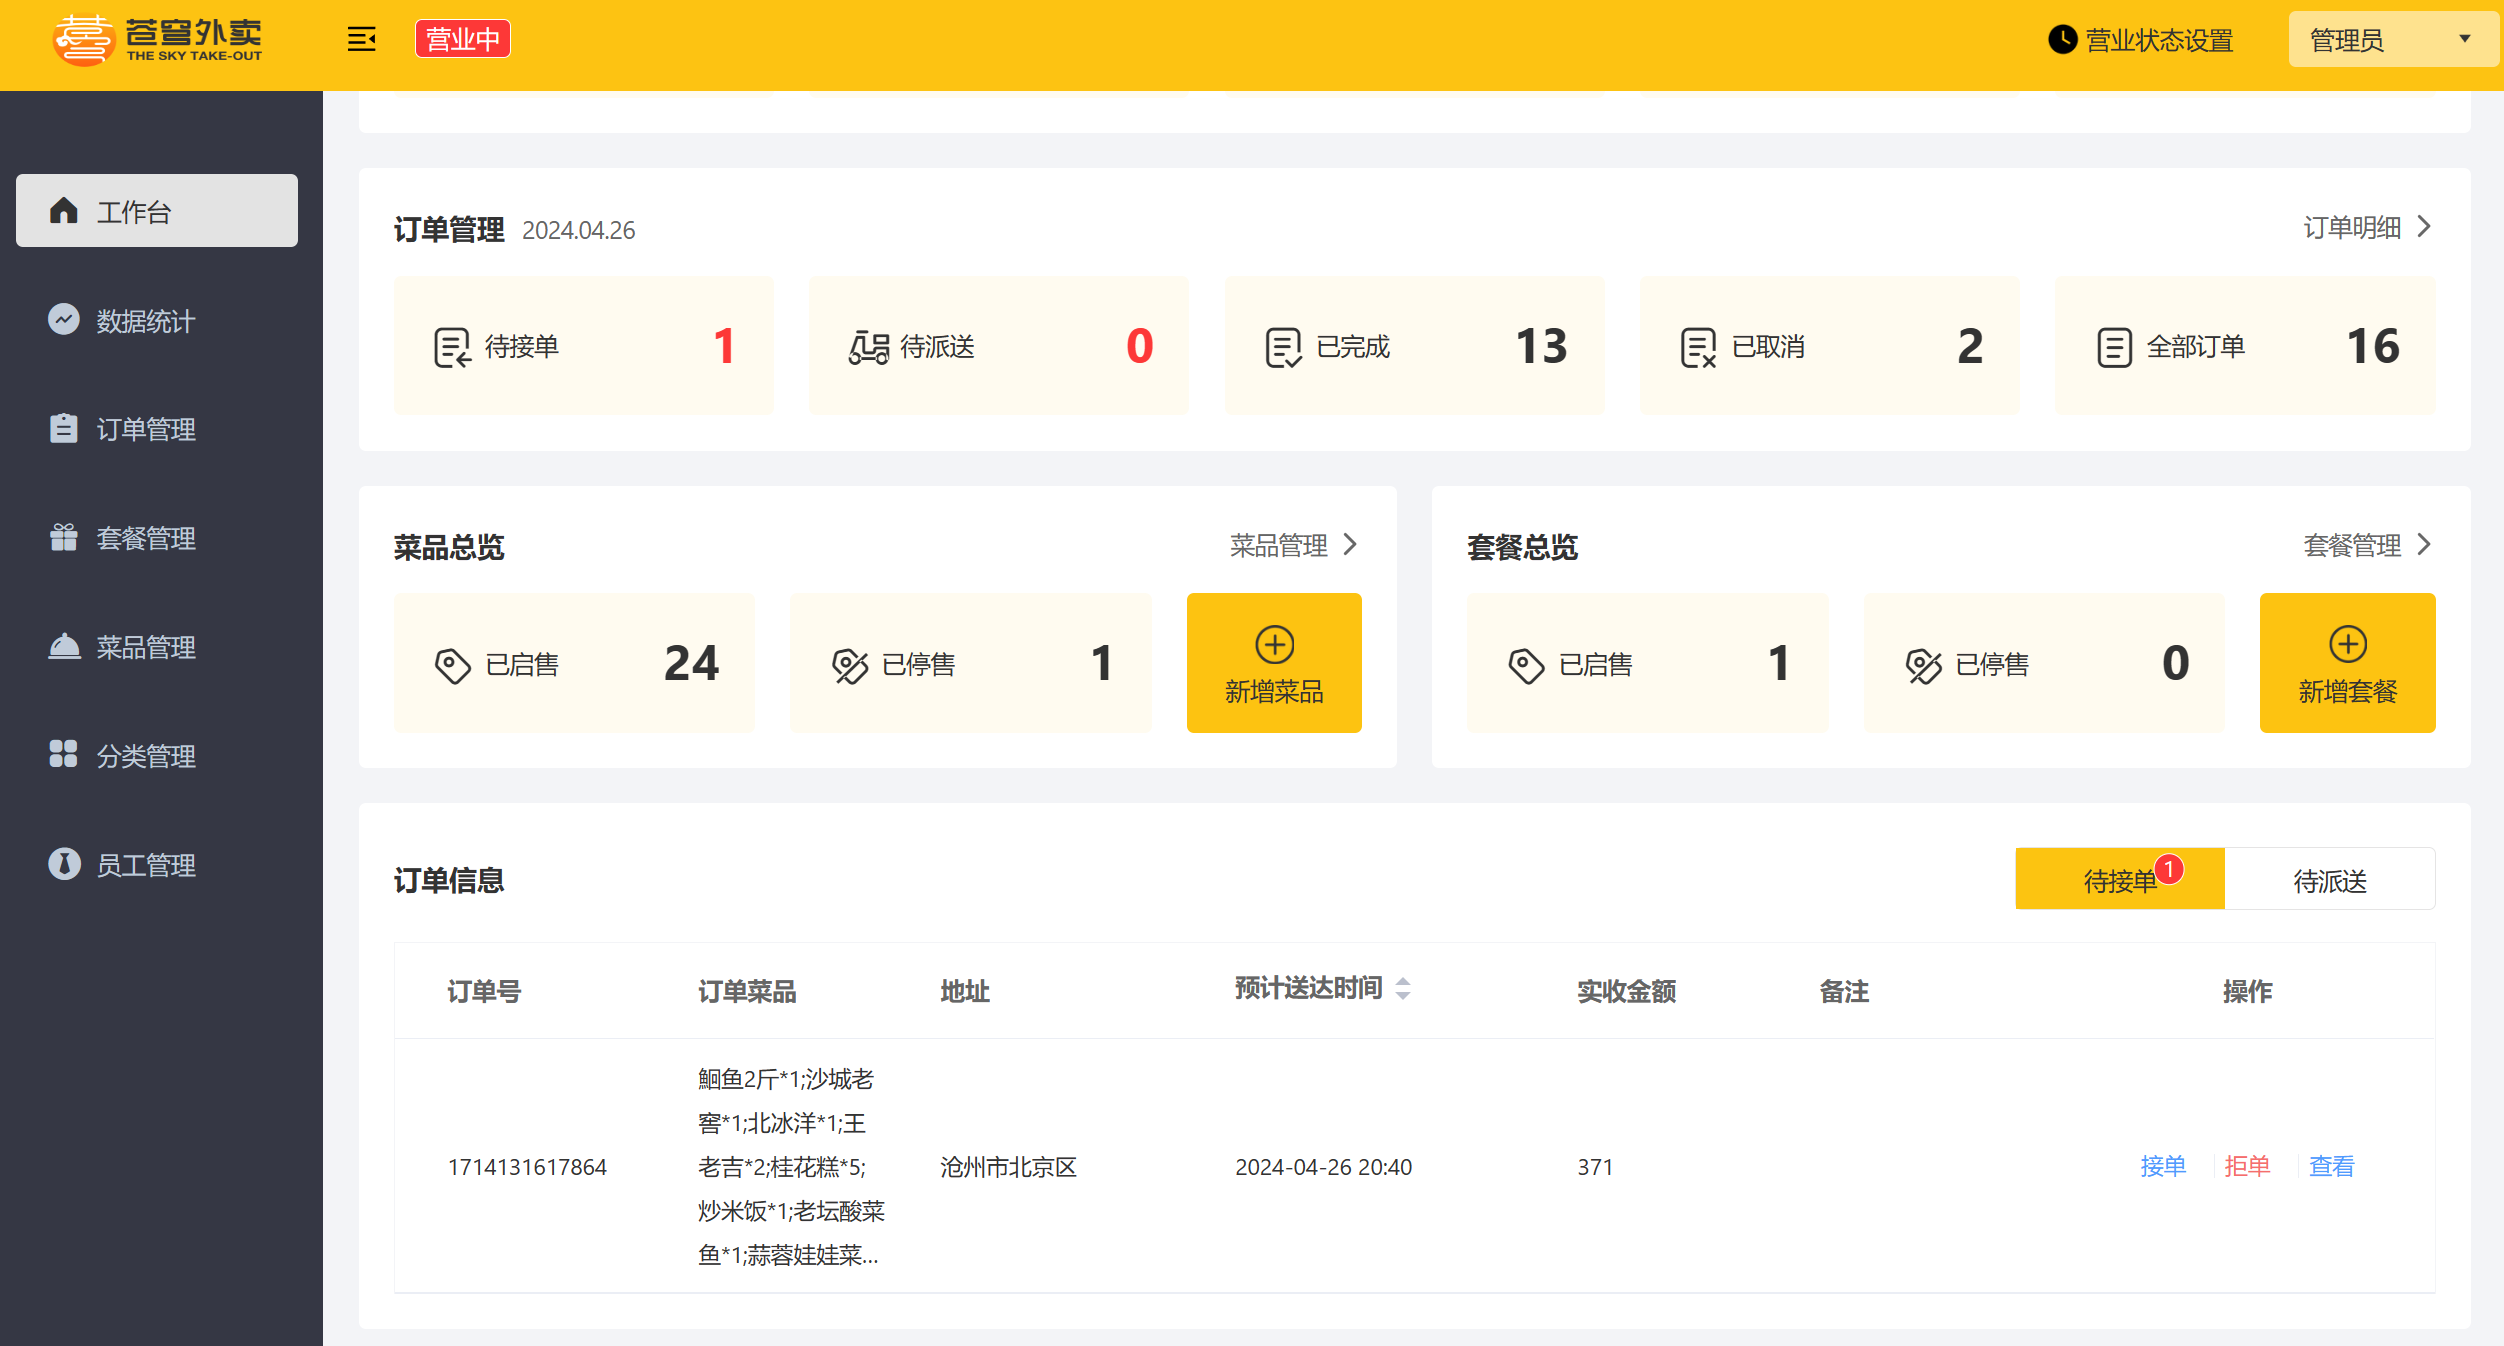 苍穹外卖
THE SKY TAKE-OUT
营业中
营业状态设置
管理员
工作台
数据统计
订单管理
套餐管理
菜品管理
分类管理
员工管理
订单管理 2024.04.26
订单明细
待接单 1
待派送 0
已完成 13
已取消 2
全部订单 16
菜品总览
菜品管理
已启售 24
已停售 1
新增菜品
套餐总览
套餐管理
已启售 1
已停售 0
新增套餐
订单信息
待接单 1
待派送
订单号 订单菜品 地址 预计送达时间 实收金额 备注 操作
1714131617864
鮰鱼2斤*1;沙城老
窖*1;北冰洋*1;王
老吉*2;桂花糕*5;
炒米饭*1;老坛酸菜
鱼*1;蒜蓉娃娃菜...
沧州市北京区
2024-04-26 20:40
371
接单 拒单 查看